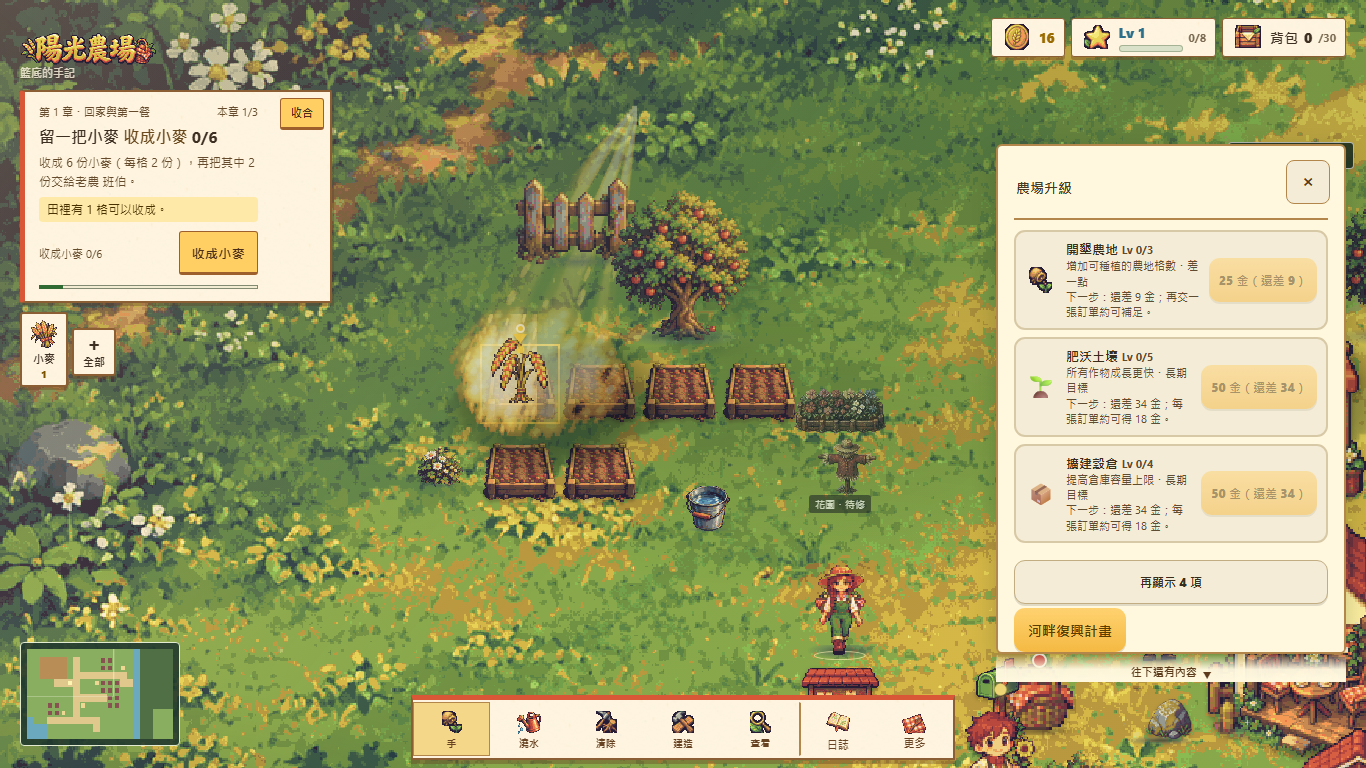 陽光農場
籃底的手記
第 1 章 · 回家與第一餐
本章 1/3
收合
留一把小麥 收成小麥 0/6
收成 6 份小麥（每格 2 份），再把其中 2
份交給老農 班伯。
田裡有 1 格可以收成。
收成小麥 0/6
收成小麥
小麥
1
+
全部
16
Lv 1
0/8
背包 0 /30
農場升級
×
開墾農地 Lv 0/3
增加可種植的農地格數 · 差
一點
下一步：還差 9 金；再交一
張訂單約可補足。
25 金（還差 9）
肥沃土壤 Lv 0/5
所有作物成長更快 · 長期
目標
下一步：還差 34 金；每
張訂單約可得 18 金。
50 金（還差 34）
擴建穀倉 Lv 0/4
提高倉庫容量上限 · 長期
目標
下一步：還差 34 金；每
張訂單約可得 18 金。
50 金（還差 34）
再顯示 4 項
河畔復興計畫
往下還有內容 ▼
花圃 · 待修
手
澆水
清除
建造
查看
日誌
更多